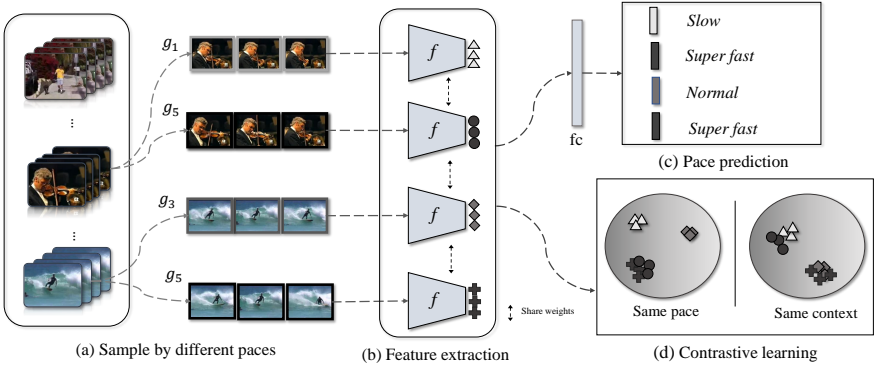 g1
g5
g3
g5
⋮
⋮
f
f
f
f
Share weights
fc
Slow
Super fast
Normal
Super fast
(c) Pace prediction
Same pace
Same context
(a) Sample by different paces
(b) Feature extraction
(d) Contrastive learning